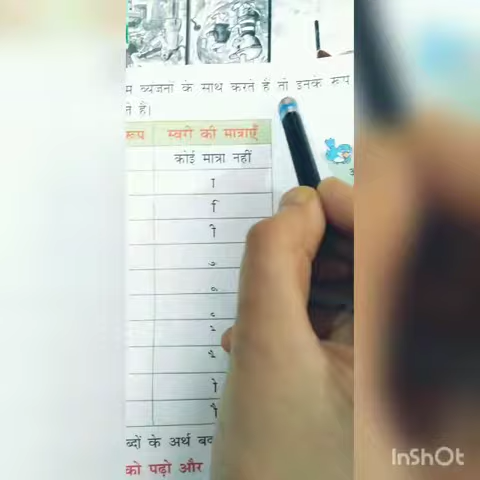 व्यंजनों के साथ करते हैं तो इनके रूप
ते हैं।
रूप स्वरों की मात्राएँ
कोई मात्रा नहीं
ा
ि
ी
ु
ू
ृ
े
ै
ो
ौ
ब्दों के अर्थ
को पढ़ो और
InShOt